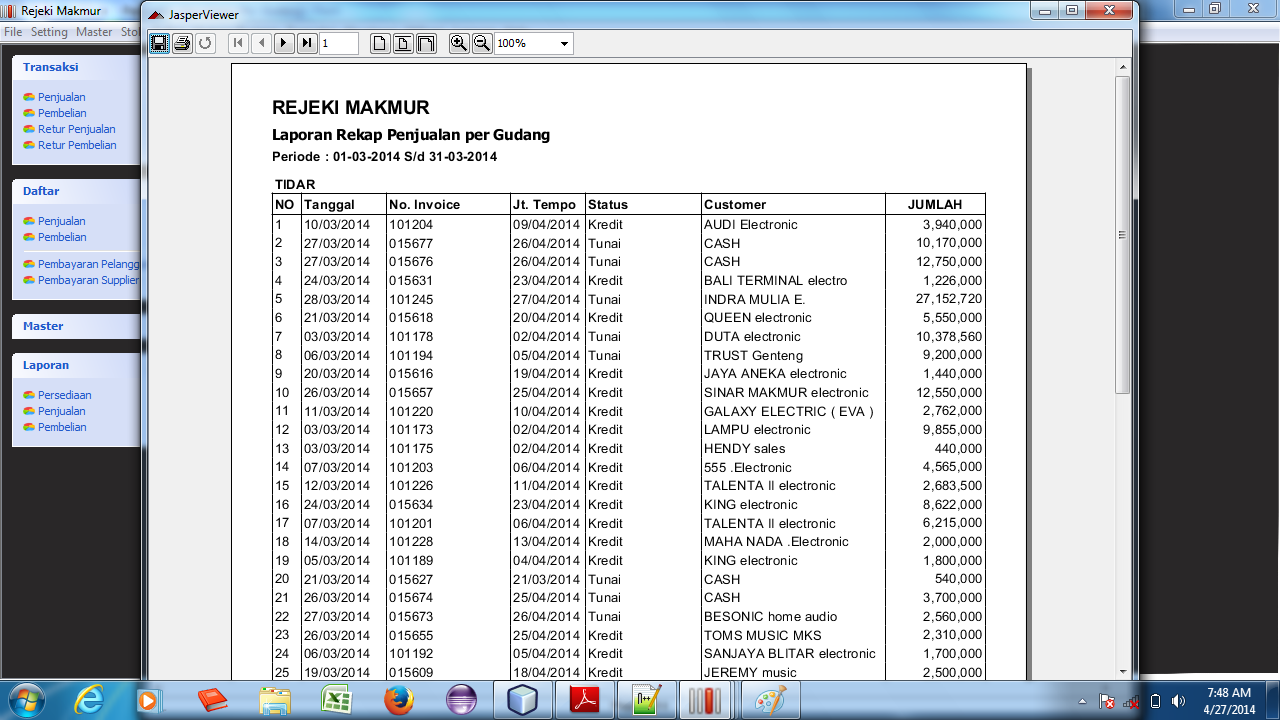 Rejeki Makmur
JasperViewer
File Setting Master Sto
1
100%
Transaksi
Penjualan
Pembelian
Retur Penjualan
Retur Pembelian
Daftar
Penjualan
Pembelian
Pembayaran Pelangg
Pembayaran Supplier
Master
Laporan
Persediaan
Penjualan
Pembelian
REJEKI MAKMUR
Laporan Rekap Penjualan per Gudang
Periode : 01-03-2014 S/d 31-03-2014
TIDAR
NO Tanggal No. Invoice Jt. Tempo Status Customer JUMLAH
1 10/03/2014 101204 09/04/2014 Kredit AUDI Electronic 3,940,000
2 27/03/2014 015677 26/04/2014 Tunai CASH 10,170,000
3 27/03/2014 015676 26/04/2014 Tunai CASH 12,750,000
4 24/03/2014 015631 23/04/2014 Kredit BALI TERMINAL electro 1,226,000
5 28/03/2014 101245 27/04/2014 Tunai INDRA MULIA E. 27,152,720
6 21/03/2014 015618 20/04/2014 Kredit QUEEN electronic 5,550,000
7 03/03/2014 101178 02/04/2014 Tunai DUTA electronic 10,378,560
8 06/03/2014 101194 05/04/2014 Tunai TRUST Genteng 9,200,000
9 20/03/2014 015616 19/04/2014 Kredit JAYA ANEKA electronic 1,440,000
10 26/03/2014 015657 25/04/2014 Kredit SINAR MAKMUR electronic 12,550,000
11 11/03/2014 101220 10/04/2014 Kredit GALAXY ELECTRIC ( EVA ) 2,762,000
12 03/03/2014 101173 02/04/2014 Kredit LAMPU electronic 9,855,000
13 03/03/2014 101175 02/04/2014 Kredit HENDY sales 440,000
14 07/03/2014 101203 06/04/2014 Kredit 555 .Electronic 4,565,000
15 12/03/2014 101226 11/04/2014 Kredit TALENTA II electronic 2,683,500
16 24/03/2014 015634 23/04/2014 Kredit KING electronic 8,622,000
17 07/03/2014 101201 06/04/2014 Kredit TALENTA II electronic 6,215,000
18 14/03/2014 101228 13/04/2014 Kredit MAHA NADA .Electronic 2,000,000
19 05/03/2014 101189 04/04/2014 Kredit KING electronic 1,800,000
20 21/03/2014 015627 21/03/2014 Tunai CASH 540,000
21 26/03/2014 015674 25/04/2014 Tunai CASH 3,700,000
22 27/03/2014 015673 26/04/2014 Tunai BESONIC home audio 2,560,000
23 26/03/2014 015655 25/04/2014 Kredit TOMS MUSIC MKS 2,310,000
24 06/03/2014 101192 05/04/2014 Kredit SANJAYA BLITAR electronic 1,700,000
25 19/03/2014 015609 18/04/2014 Kredit JEREMY music 2,500,000
7:48 AM
4/27/2014